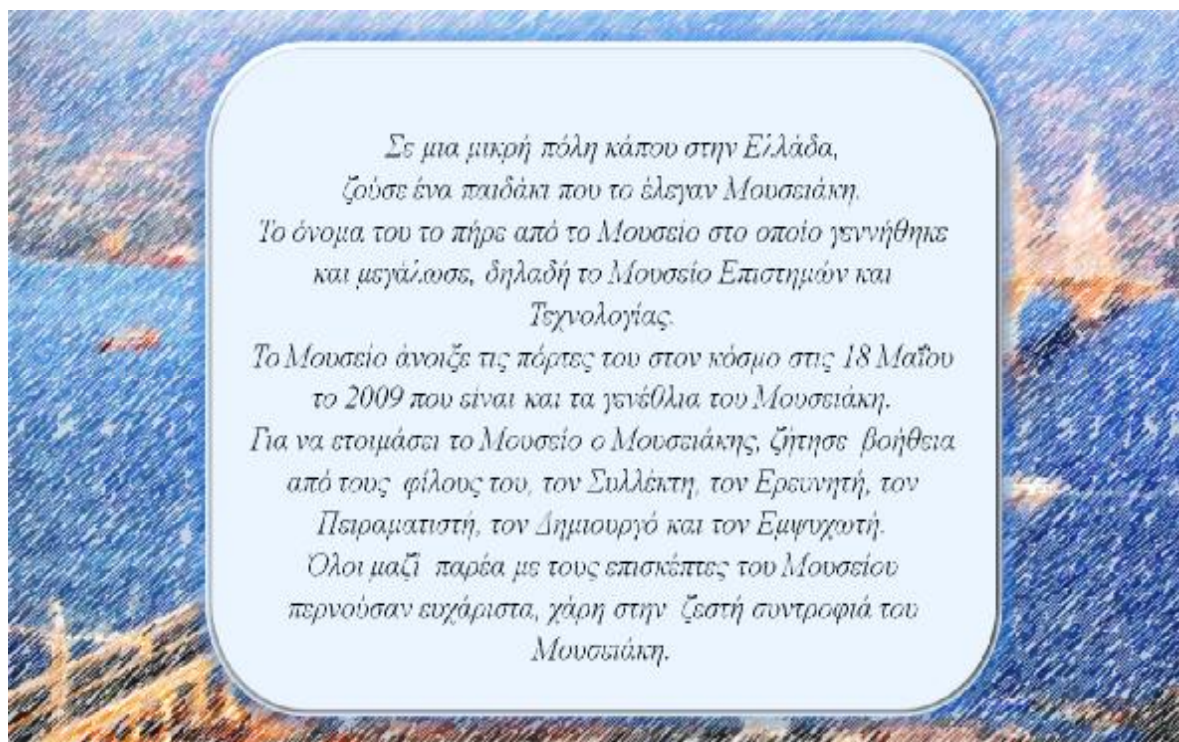 Σε μια μικρή πόλη κάπου στην Ελλάδα,
ζούσε ένα παιδάκι που το έλεγαν Μουσειάκη.
Το όνομα του το πήρε από το Μουσείο στο οποίο γεννήθηκε
και μεγάλωσε, δηλαδή το Μουσείο Επιστημών και
Τεχνολογίας.
Το Μουσείο άνοιξε τις πόρτες του στον κόσμο στις 18 Μαΐου
το 2009 που είναι και τα γενέθλια του Μουσειάκη.
Για να ετοιμάσει το Μουσείο ο Μουσειάκης, ζήτησε βοήθεια
από τους φίλους του, τον Συλλέκτη, τον Ερευνητή, τον
Πειραματιστή, τον Δημιουργό και τον Εμψυχωτή.
Όλοι μαζί παρέα με τους επισκέπτες του Μουσείου
περνούσαν ευχάριστα, χάρη στην ζεστή συντροφιά του
Μουσειάκη.